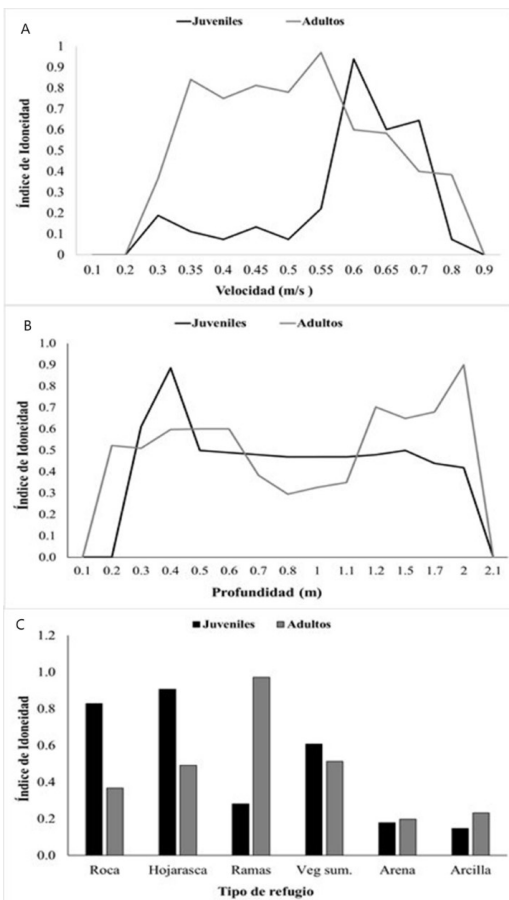 A
Juveniles Adultos
1
0.9
0.8
0.7
0.6
0.5
0.4
0.3
0.2
0.1
0
Índice de Idoneidad
0.1 0.2 0.3 0.35 0.4 0.45 0.5 0.55 0.6 0.65 0.7 0.8 0.9
Velocidad (m/s )
B
Juveniles Adultos
1.0
0.9
0.8
0.7
0.6
0.5
0.4
0.3
0.2
0.1
0.0
Índice de Idoneidad
0.1 0.2 0.3 0.4 0.5 0.6 0.7 0.8 1 1.1 1.2 1.5 1.7 2 2.1
Profundidad (m)
C
Juveniles Adultos
1.2
1.0
0.8
0.6
0.4
0.2
0.0
Índice de Idoneidad
Roca Hojarasca Ramas Veg sum. Arena Arcilla
Tipo de refugio